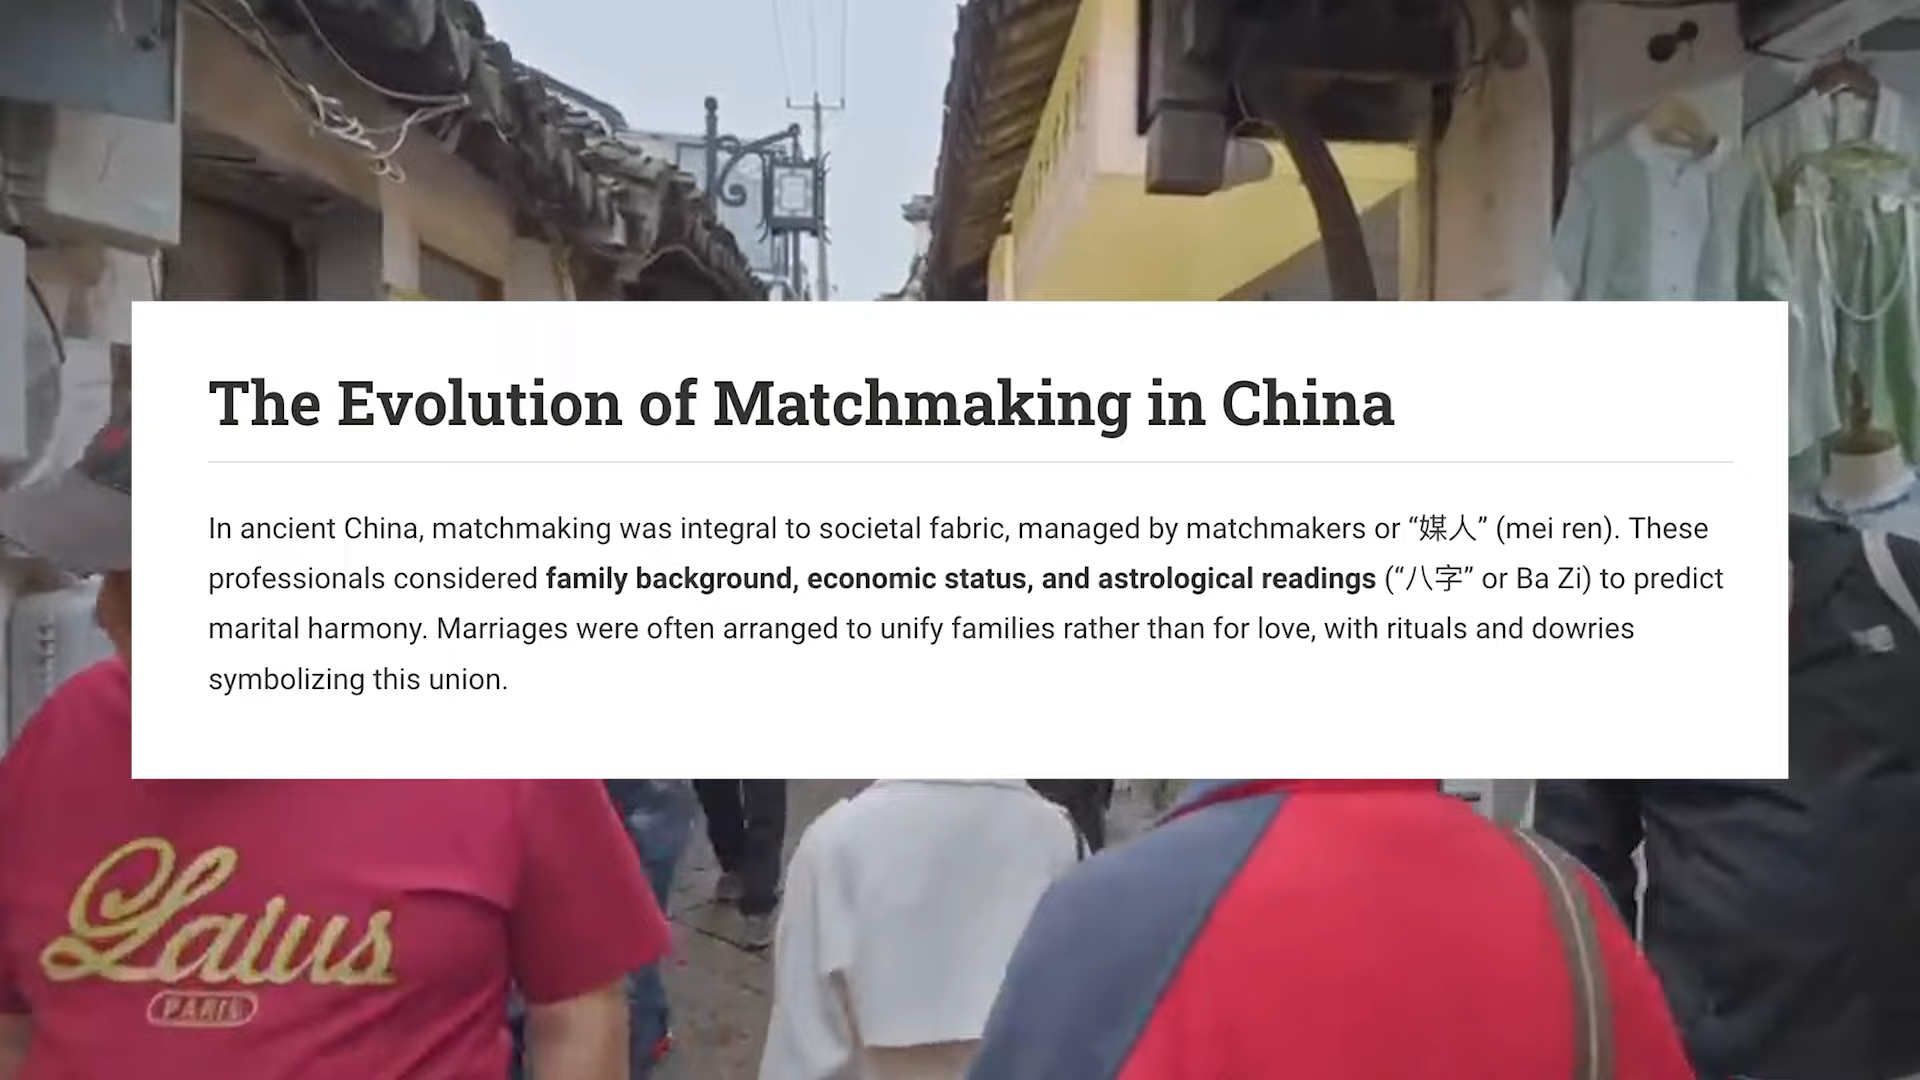 The Evolution of Matchmaking in China
In ancient China, matchmaking was integral to societal fabric, managed by matchmakers or “媒人” (mei ren). These
professionals considered family background, economic status, and astrological readings (“八字” or Ba Zi) to predict
marital harmony. Marriages were often arranged to unify families rather than for love, with rituals and dowries
symbolizing this union.
PARIS